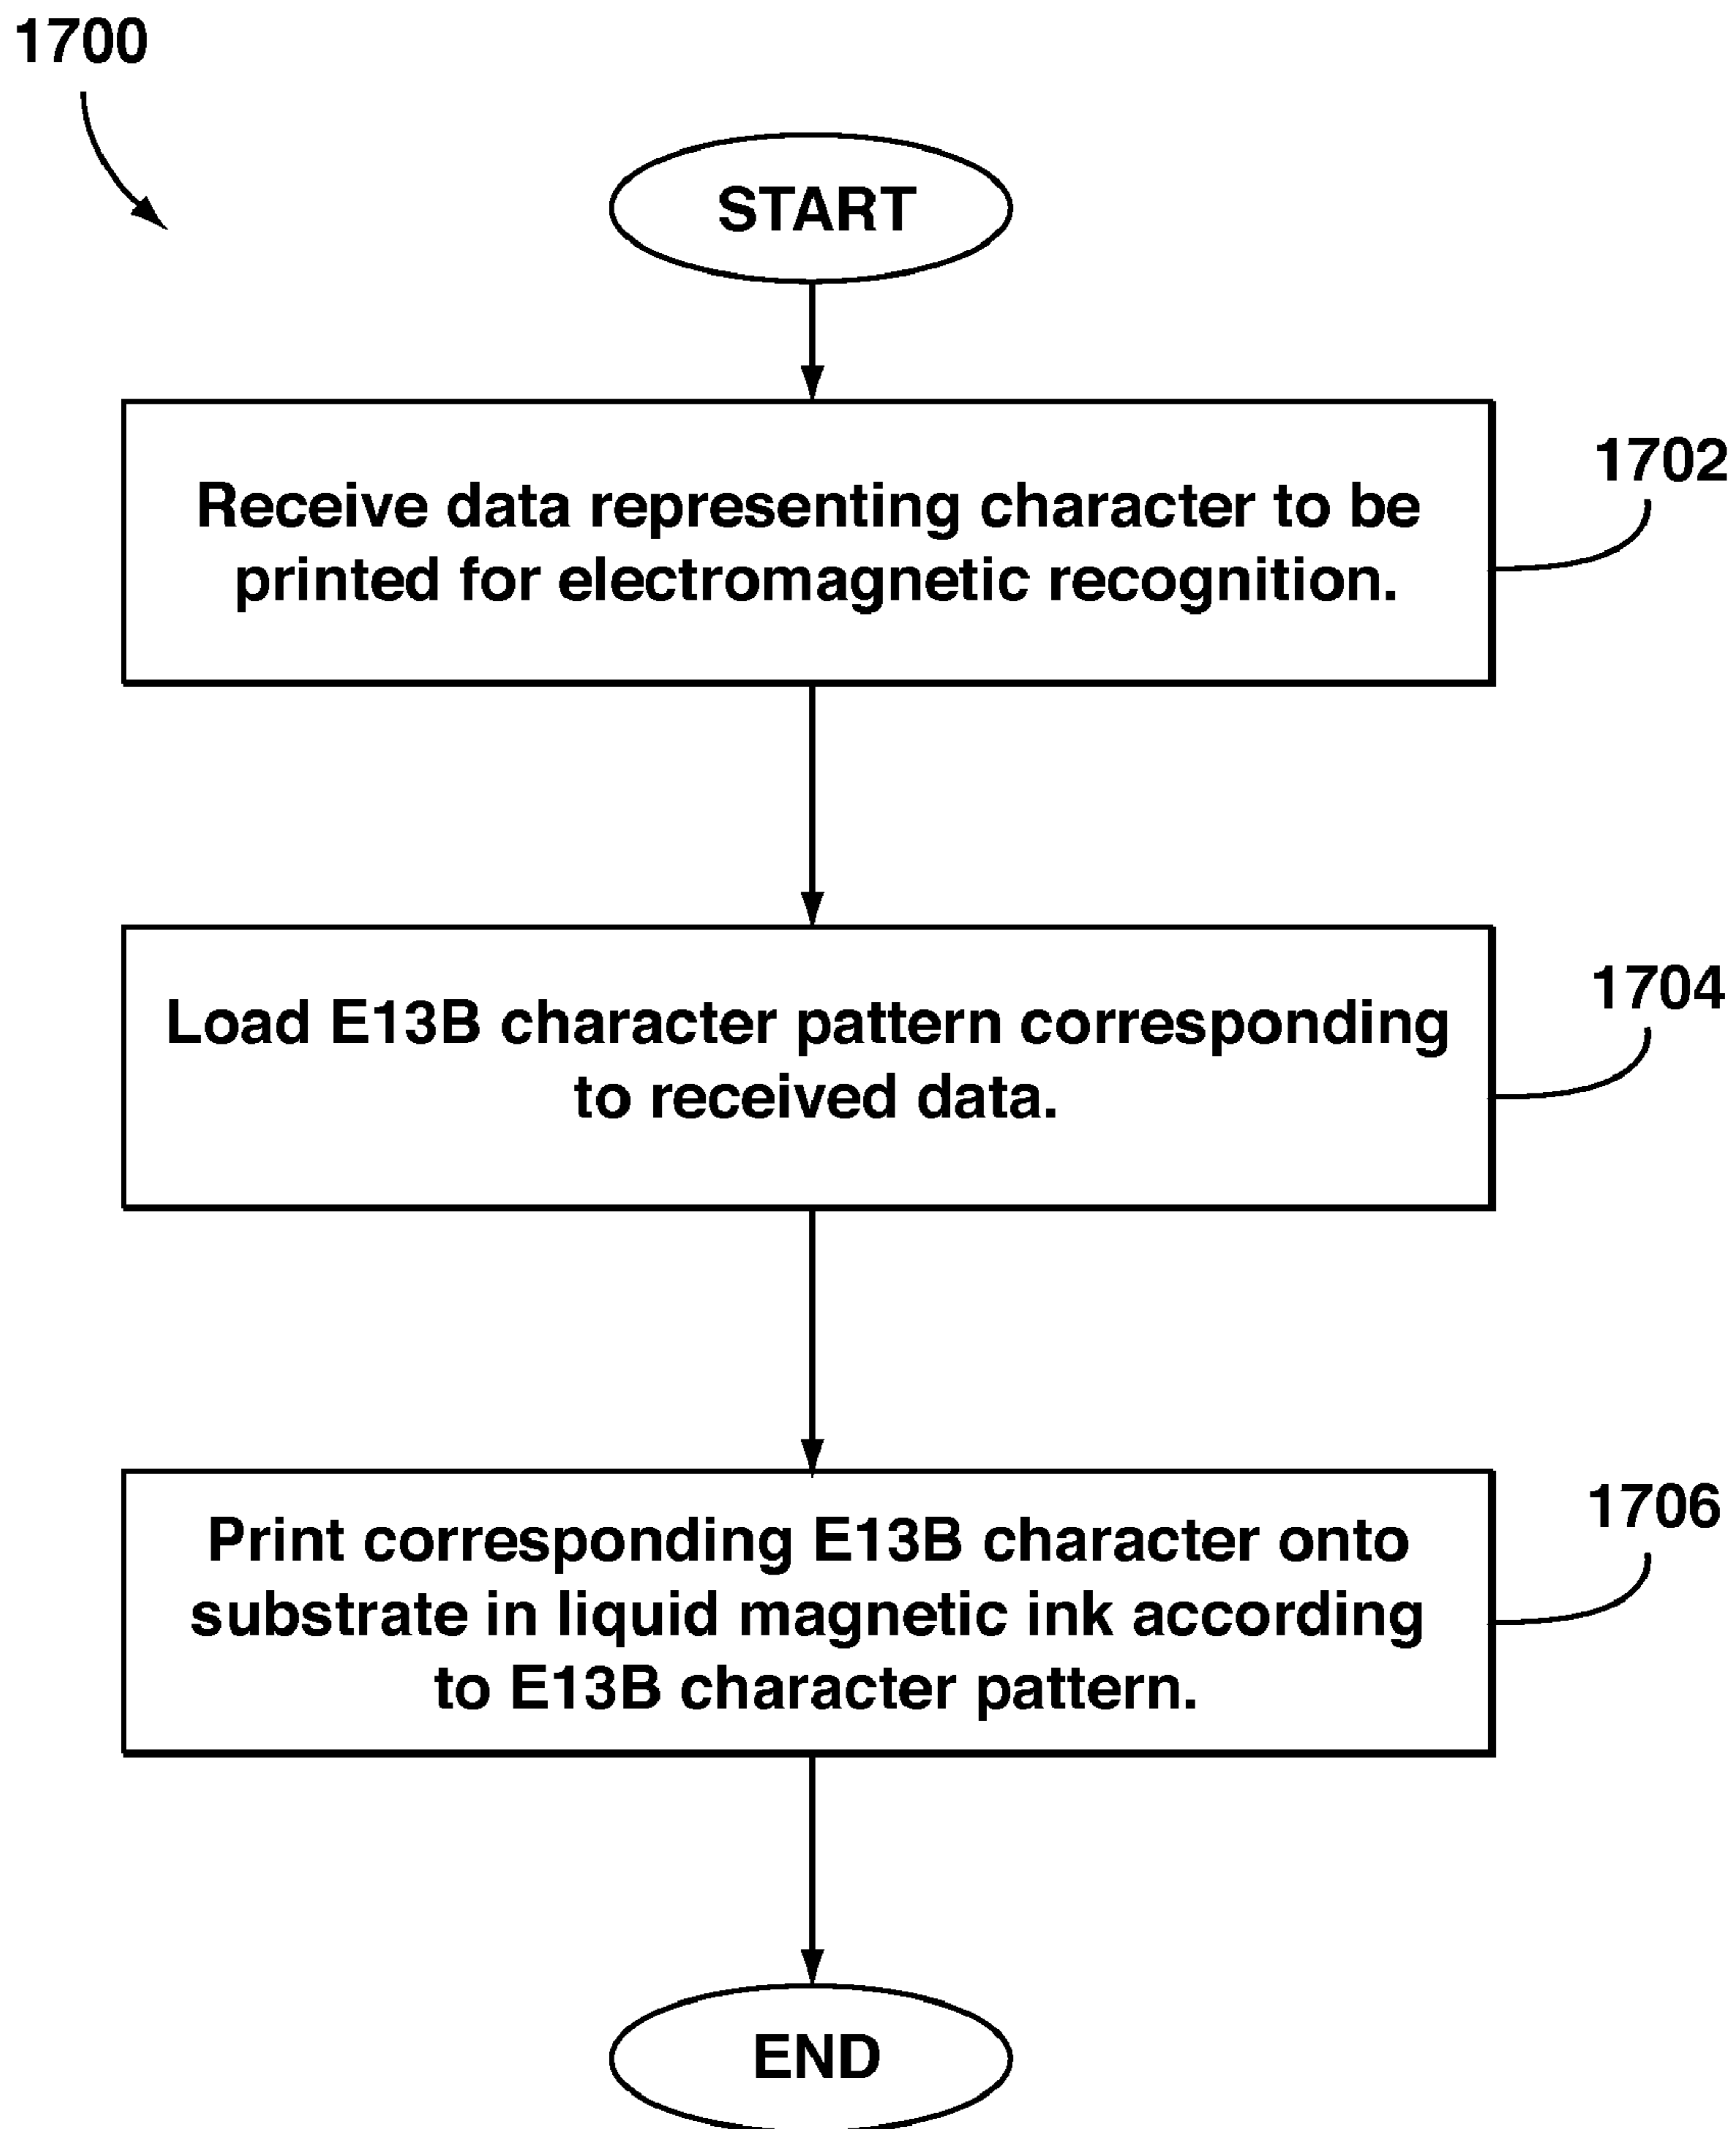 1700
START
1702
Receive data representing character to be
printed for electromagnetic recognition.
1704
Load E13B character pattern corresponding
to received data.
1706
Print corresponding E13B character onto
substrate in liquid magnetic ink according
to E13B character pattern.
END